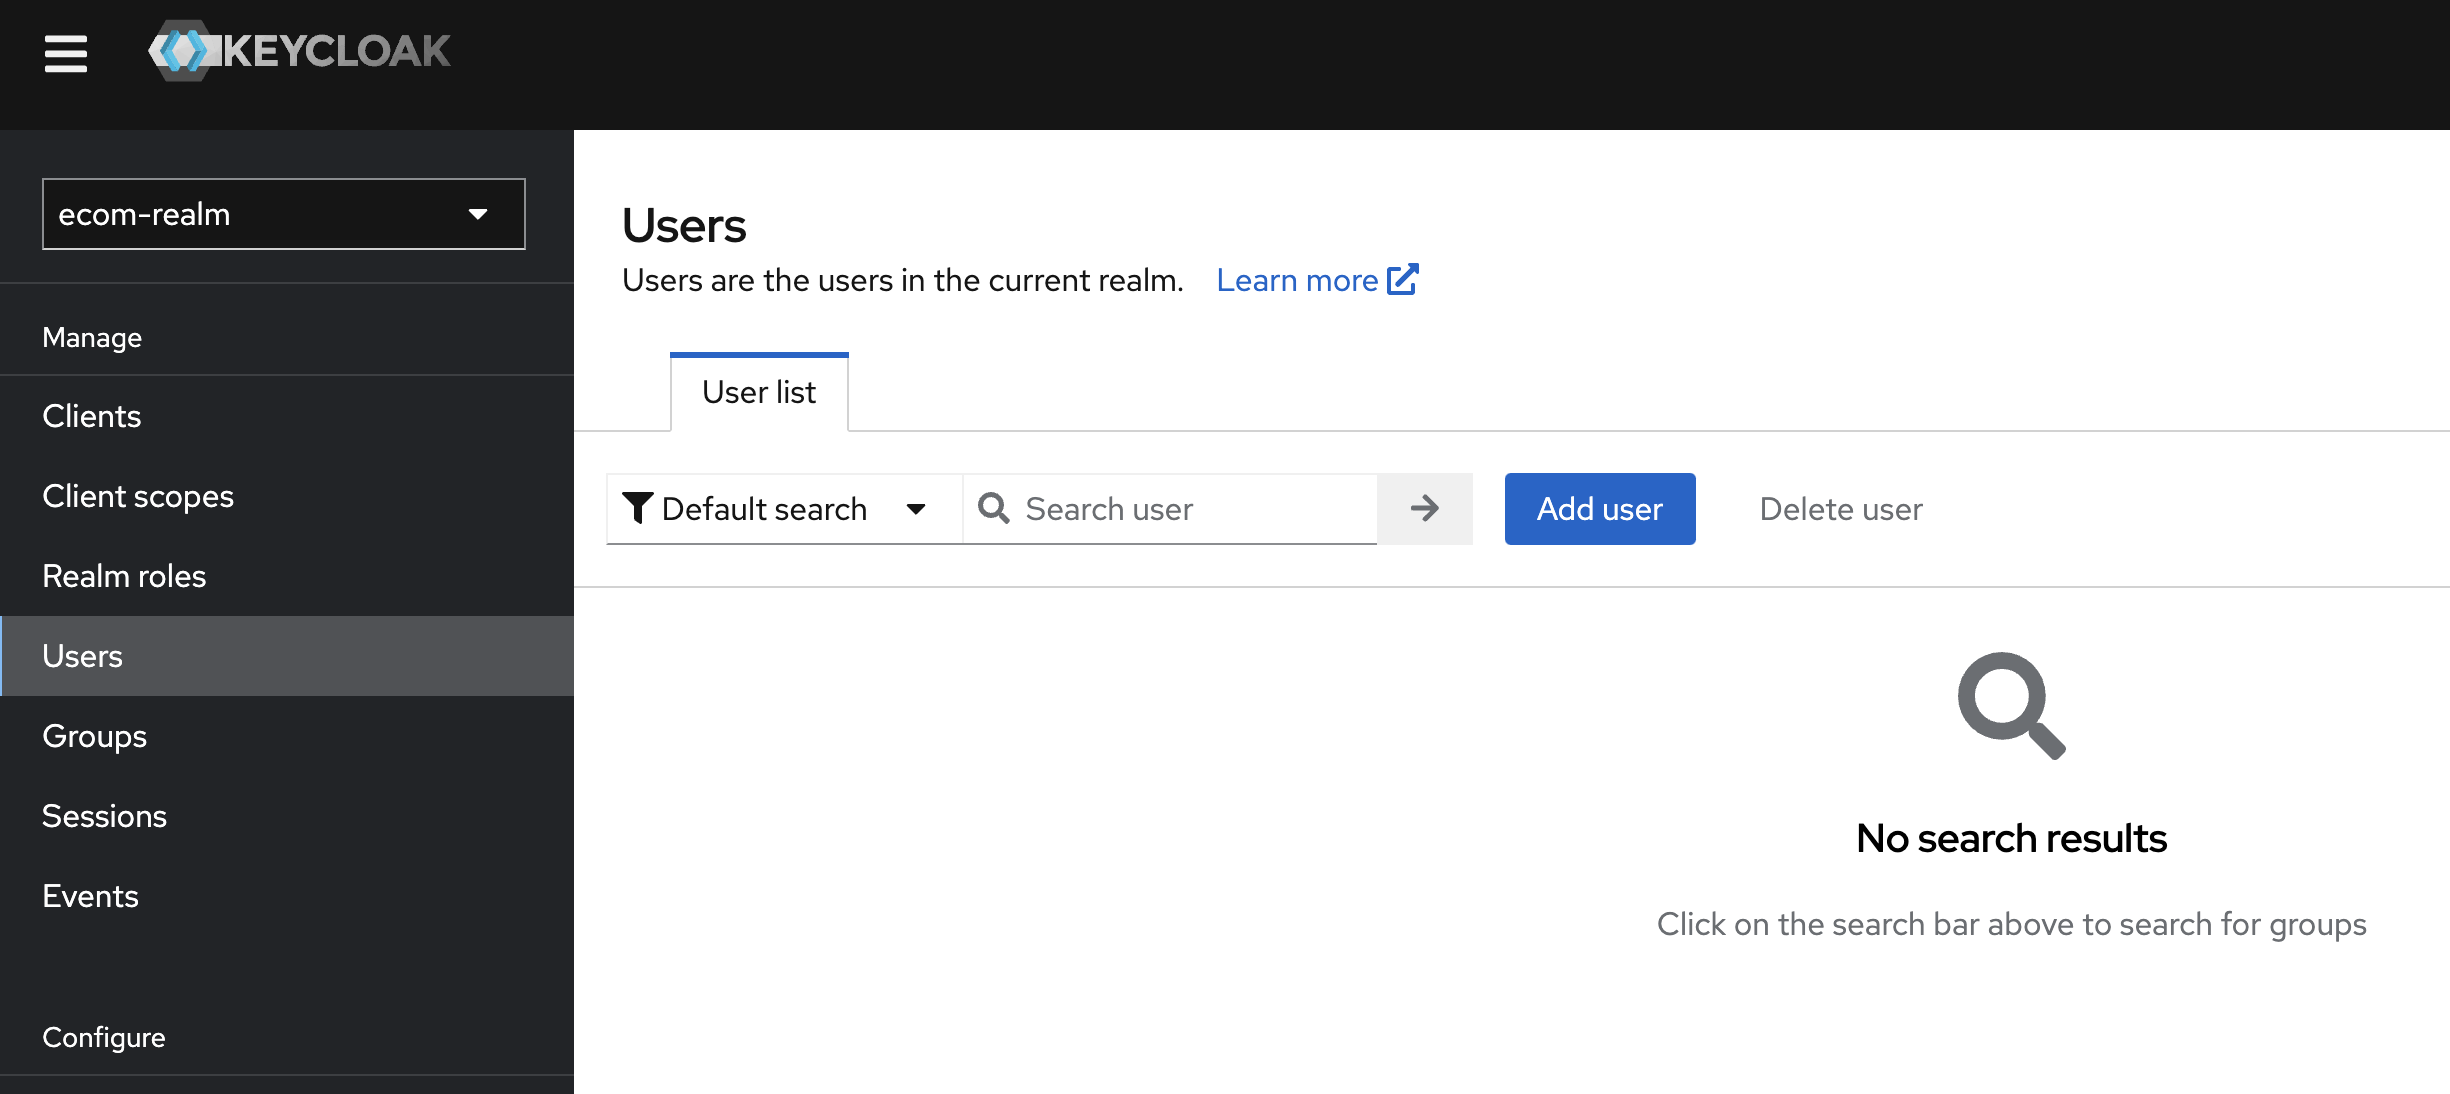 KEYCLOAK
ecom-realm
Manage
Clients
Client scopes
Realm roles
Users
Groups
Sessions
Events
Configure
Users
Users are the users in the current realm. Learn more
User list
Default search Search user Add user Delete user
No search results
Click on the search bar above to search for groups